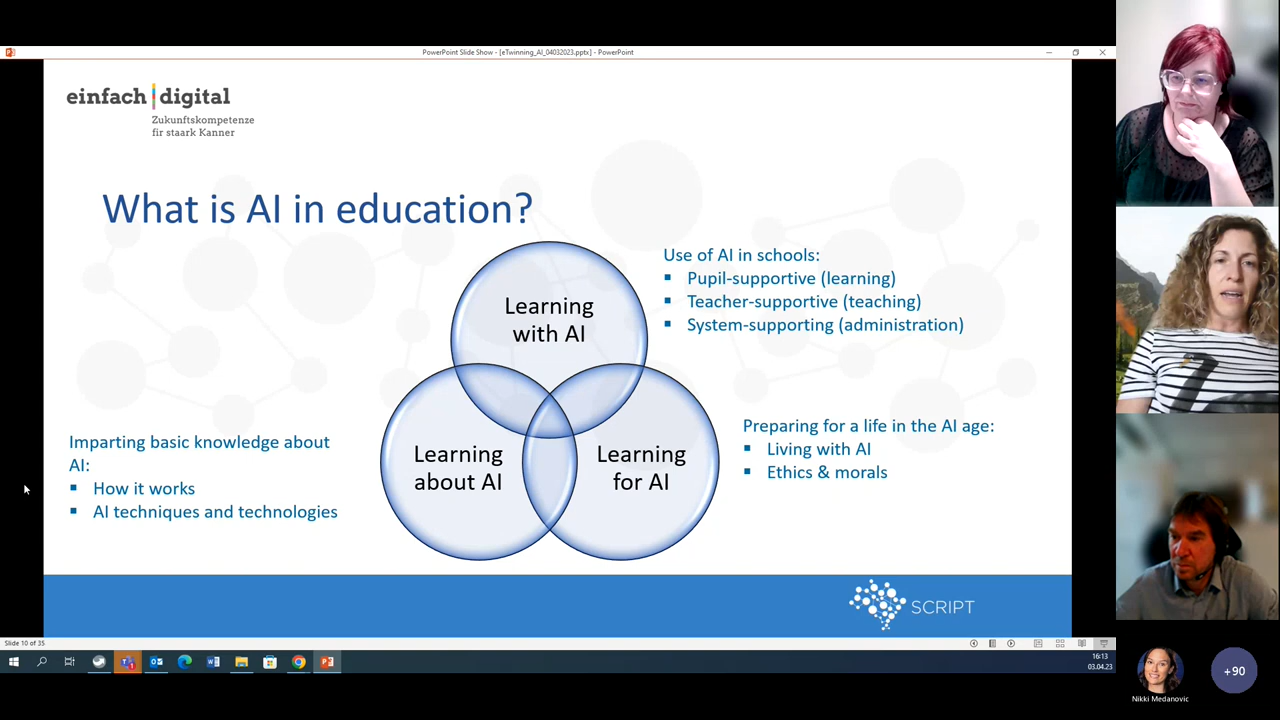 PowerPoint Slide Show - [eTwinning_AI_04032023.pptx] - PowerPoint
einfach digital
Zukunftskompetenze
fir staark Kanner
What is AI in education?
Learning
with AI
Use of AI in schools:
Pupil-supportive (learning)
Teacher-supportive (teaching)
System-supporting (administration)
Learning
about AI
Imparting basic knowledge about
AI:
How it works
AI techniques and technologies
Learning
for AI
Preparing for a life in the AI age:
Living with AI
Ethics & morals
SCRIPT
Slide 10 of 35
16:13
03.04.23
Nikki Medanovic
+90